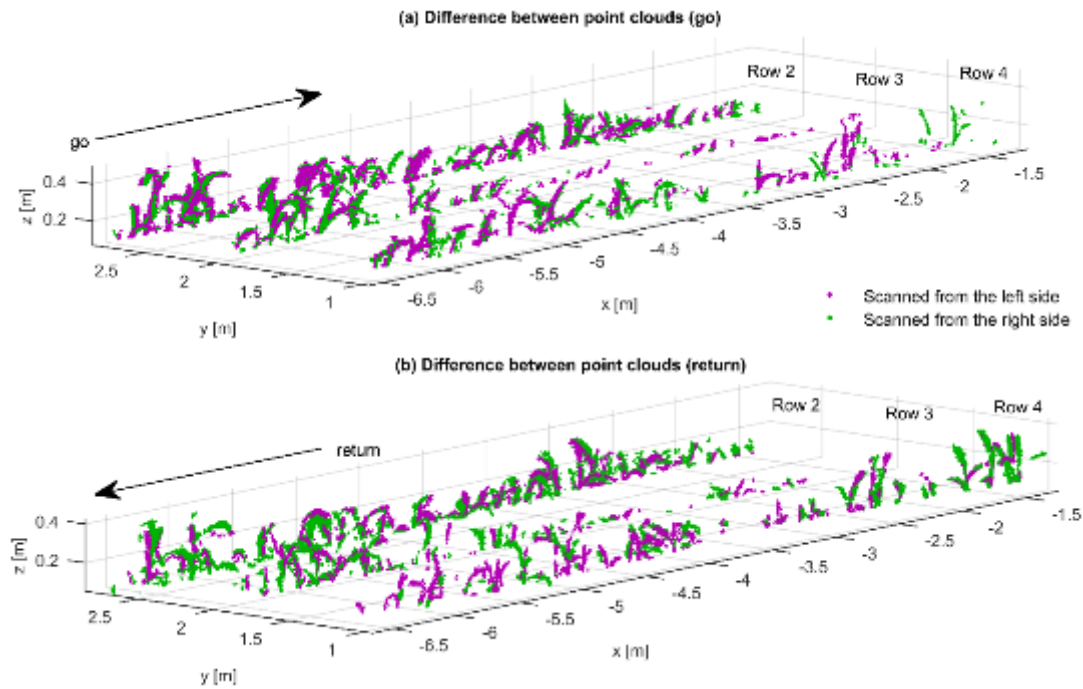 (a) Difference between point clouds (go)
Row 2
Row 3
Row 4
go
0.4
0.2
z [m]
2.5
2
1.5
1
y [m]
-6.5
-6
-5.5
-5
-4.5
-4
-3.5
-3
-2.5
-2
-1.5
x [m]
Scanned from the left side
Scanned from the right side
(b) Difference between point clouds (return)
Row 2
Row 3
Row 4
return
0.4
0.2
z [m]
2.5
2
1.5
1
y [m]
-6.5
-6
-5.5
-5
-4.5
-4
-3.5
-3
-2.5
-2
-1.5
x [m]